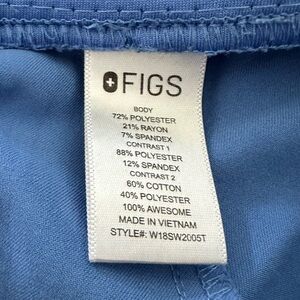 FIGS
BODY
72% POLYESTER
21% RAYON
7% SPANDEX
CONTRAST 1
88% POLYESTER
12% SPANDEX
CONTRAST 2
60% COTTON
40% POLYESTER
100% AWESOME
MADE IN VIETNAM
STYLE#: W18SW2005T